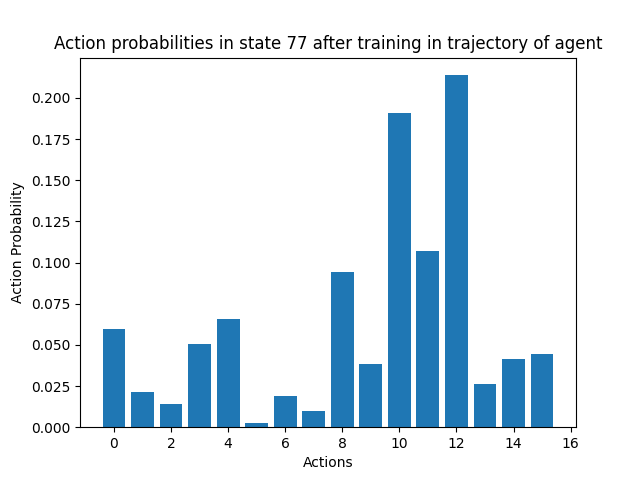 Action probabilities in state 77 after training in trajectory of agent
0.200
0.175
0.150
0.125
0.100
0.075
0.050
0.025
0.000
Action Probability
0 2 4 6 8 10 12 14 16
Actions